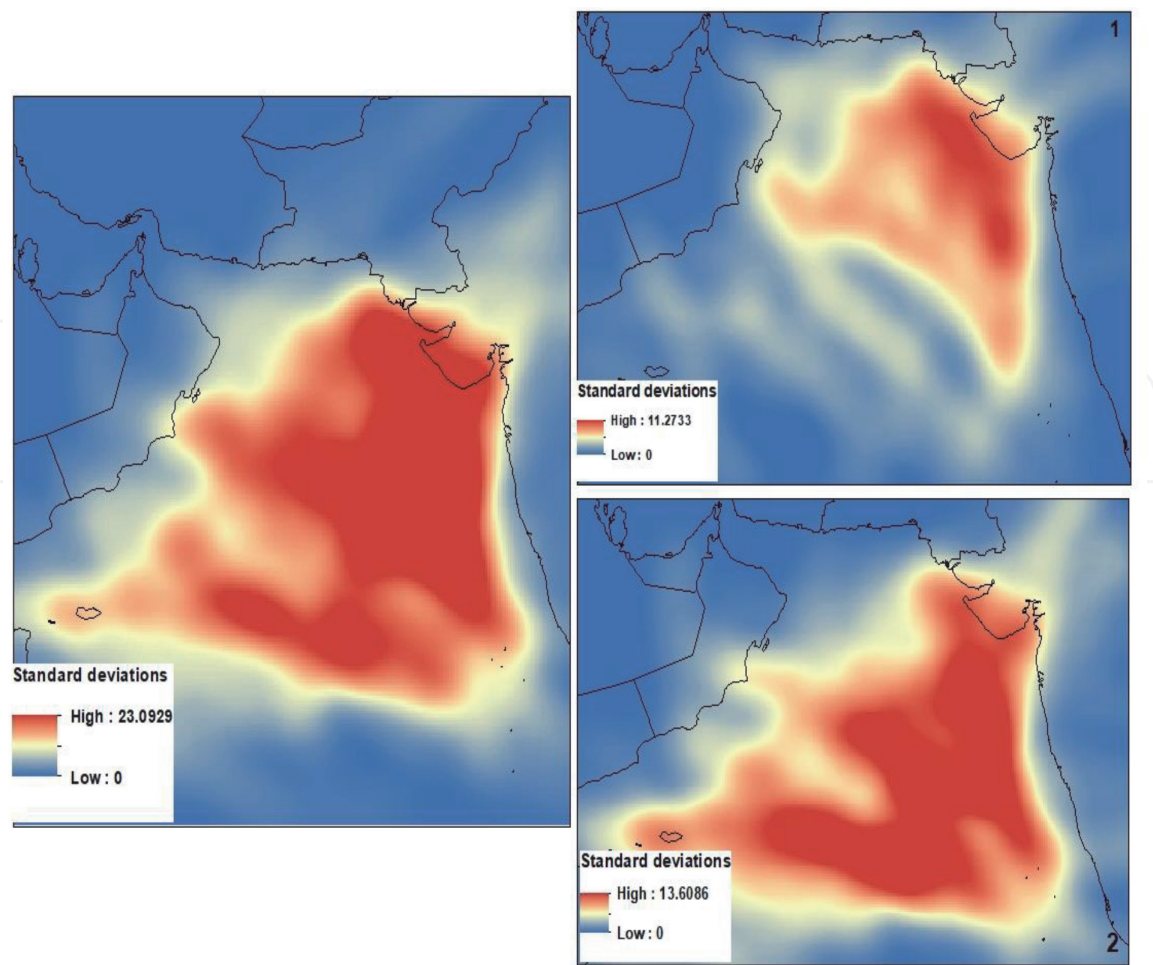 Standard deviations
High : 23.0929
Low : 0
1
Standard deviations
High : 11.2733
Low : 0
Standard deviations
High : 13.6086
Low : 0
2